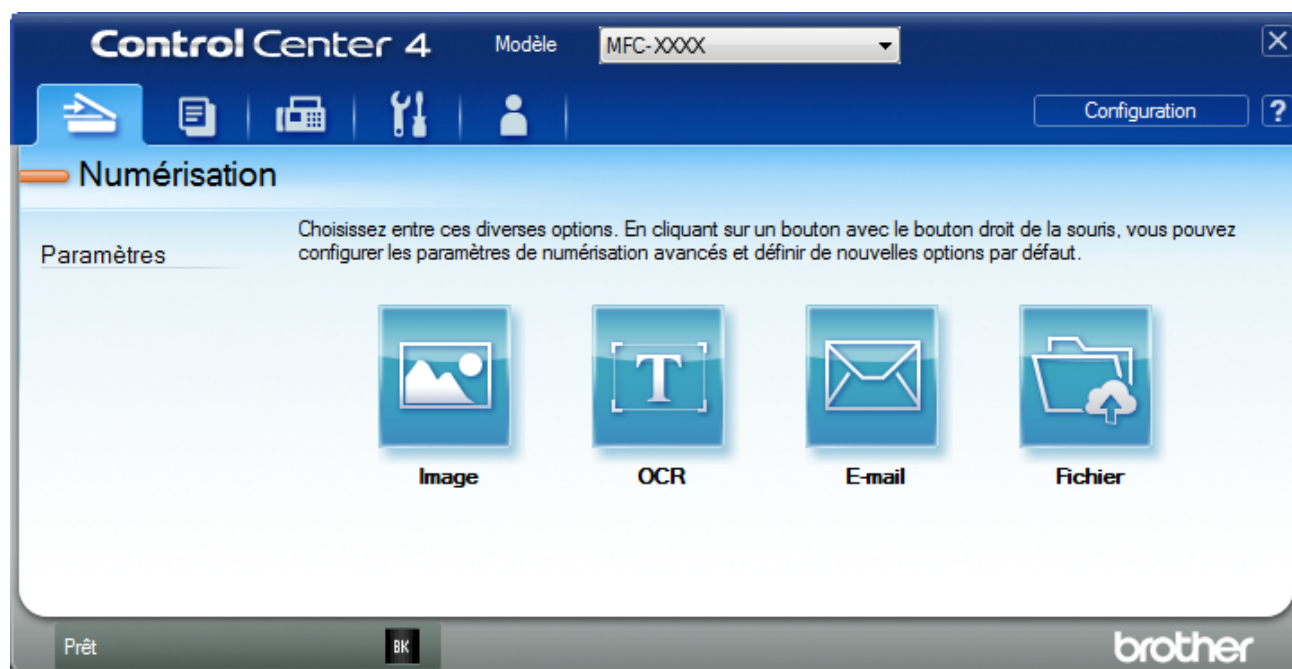 Control Center 4
Modèle
MFC-XXXX
Configuration
?
Numérisation
Paramètres
Choisissez entre ces diverses options. En cliquant sur un bouton avec le bouton droit de la souris, vous pouvez
configurer les paramètres de numérisation avancés et définir de nouvelles options par défaut.
T
Image
OCR
E-mail
Fichier
Prêt
BK
brother